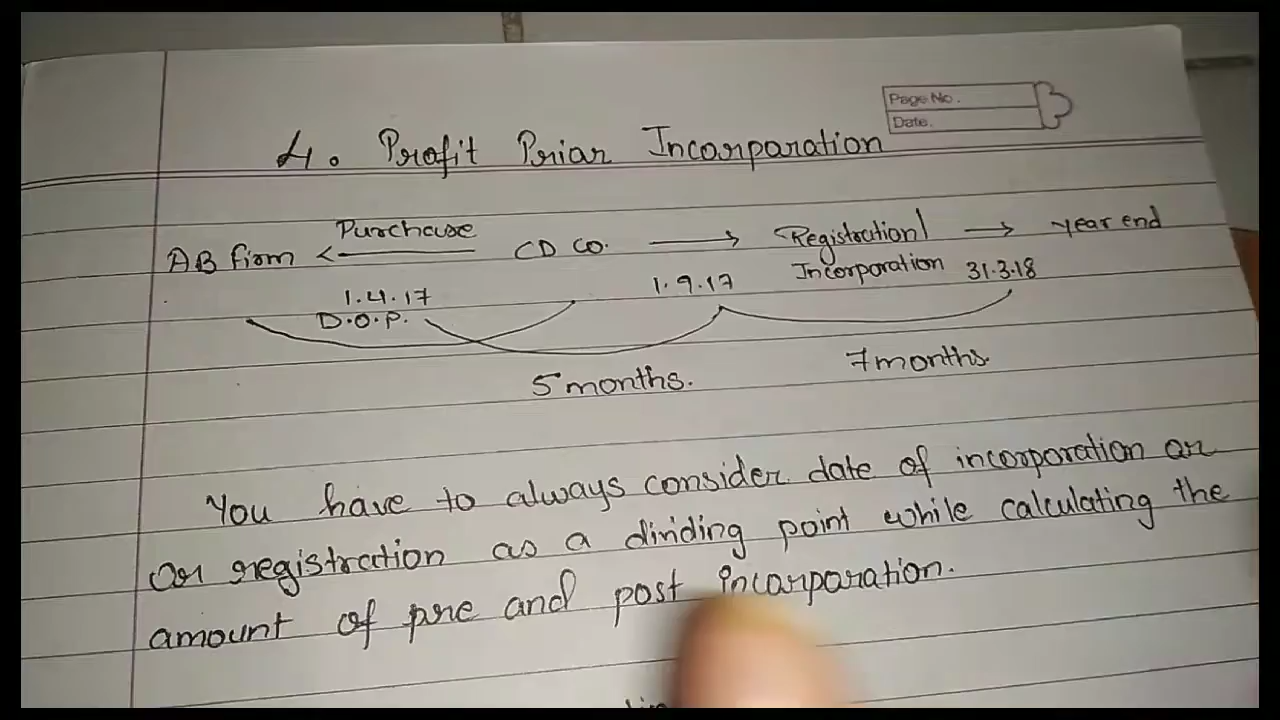 Page No.
Date.
4. Profit Prior Incorporation
AB firm Purchase CD Co. Registration/ year end
1.4.17 1.9.17 Incorporation 31.3.18
D.O.P.
5 months. 7 months.
You have to always consider date of incorporation or
or registration as a dividing point while calculating the
amount of pre and post incorporation.